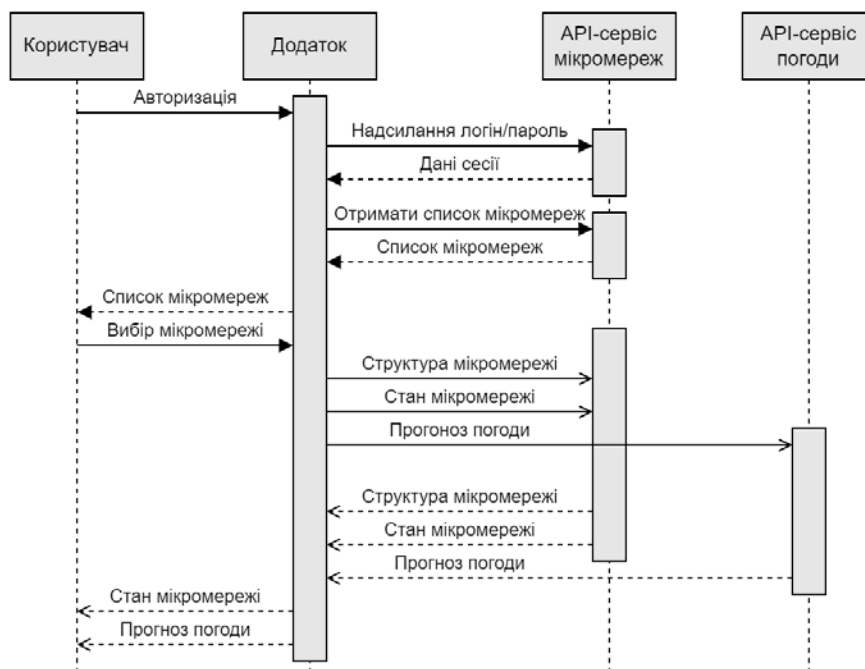 Користувач
Додаток
API-сервіс
мікромереж
API-сервіс
погоди
Авторизація
Надсилання логін/пароль
Дані сесії
Отримати список мікромереж
Список мікромереж
Список мікромереж
Вибір мікромережі
Структура мікромережі
Стан мікромережі
Прогоноз погоди
Структура мікромережі
Стан мікромережі
Прогноз погоди
Стан мікромережі
Прогноз погоди